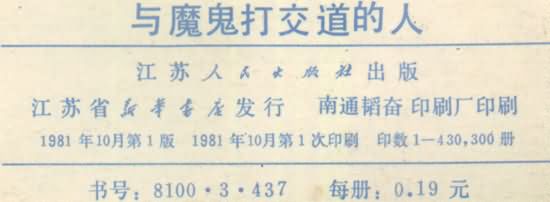 与魔鬼打交道的人
江苏人民出版社出版
江苏省新华书店发行 南通韬奋印刷厂印刷
1981年10月第1版 1981年10月第1次印刷 印数1—430,300册
书号：8100·3·437 每册：0.19元